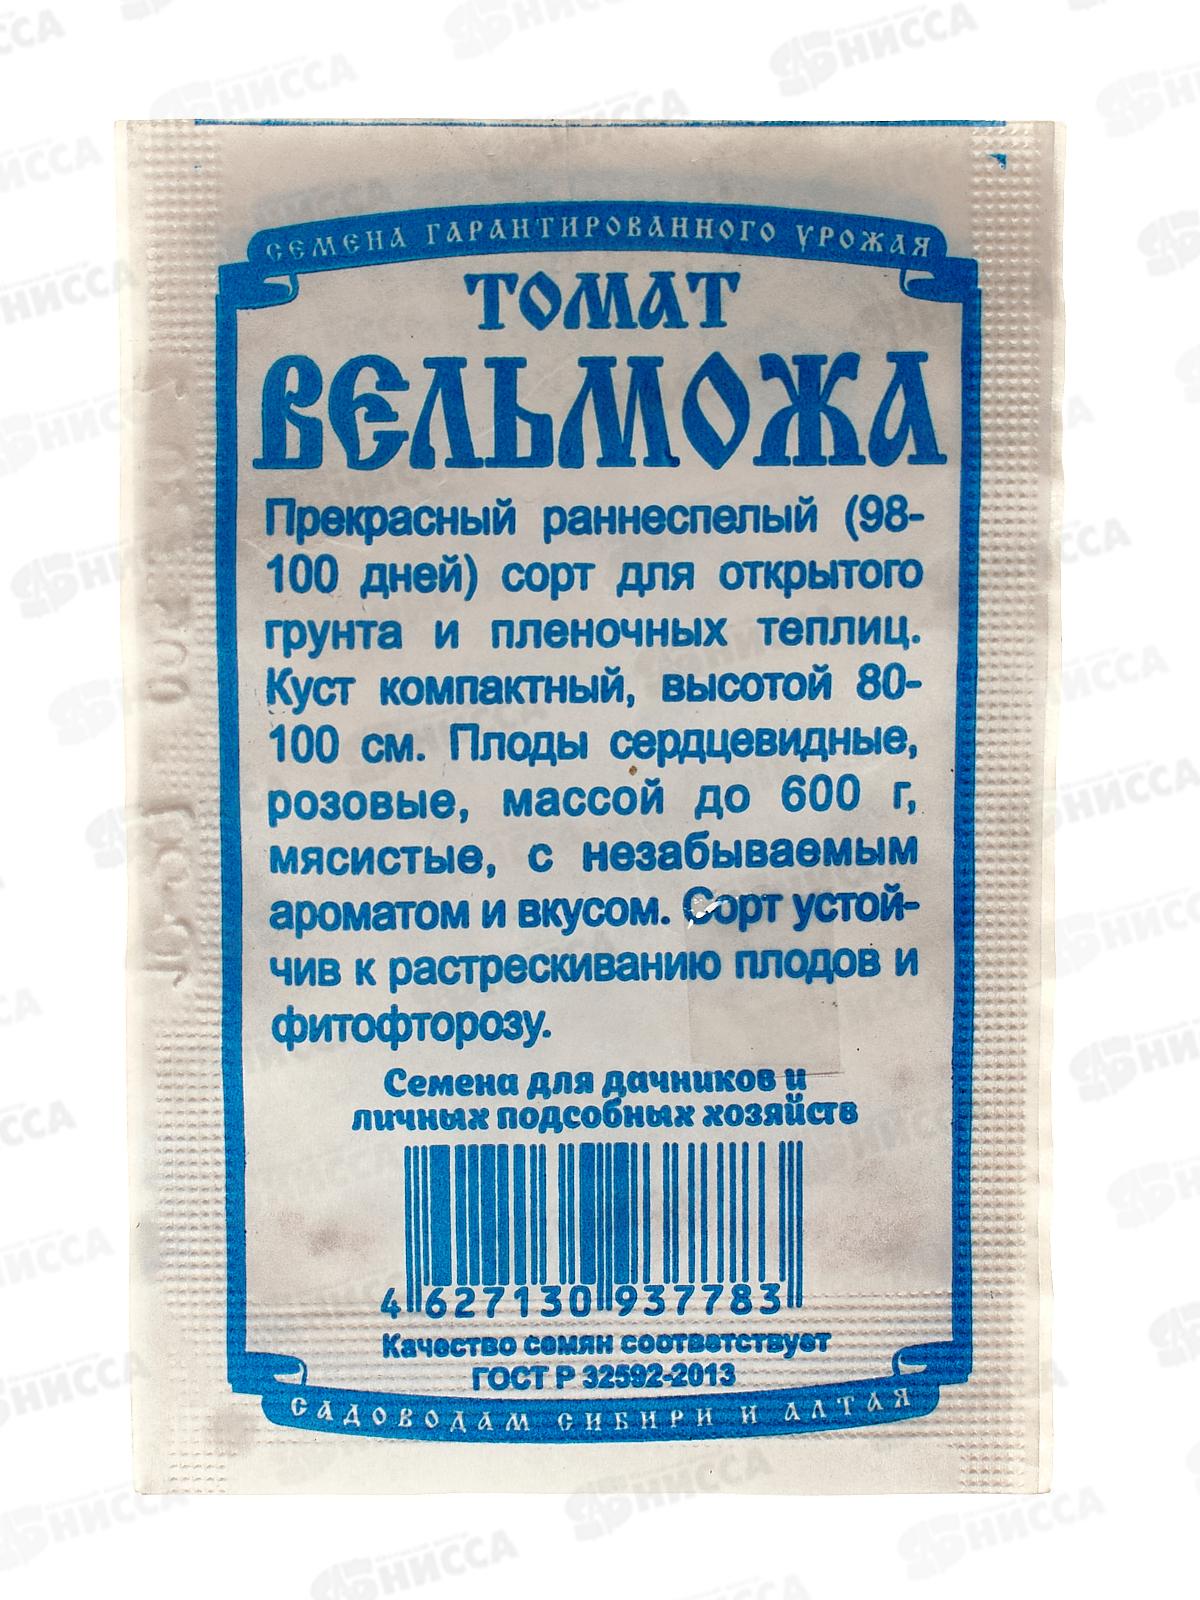 СЕМЕНА ГАРАНТИРОВАННОГО УРОЖАЯ
ТОМАТ
ВЕЛЬМОЖА
Прекрасный раннеспелый (98-
100 дней) сорт для открытого
грунта и пленочных теплиц.
Куст компактный, высотой 80-
100 см. Плоды сердцевидные,
розовые, массой до 600 г,
мясистые, с незабываемым
ароматом и вкусом. Сорт устой-
чив к растрескиванию плодов и
фитофторозу.
Семена для дачников и
личных подсобных хозяйств
4 627130 937783
Качество семян соответствует
ГОСТ Р 32592-2013
САДОВОДАМ СИБИРИ И АЛТАЯ